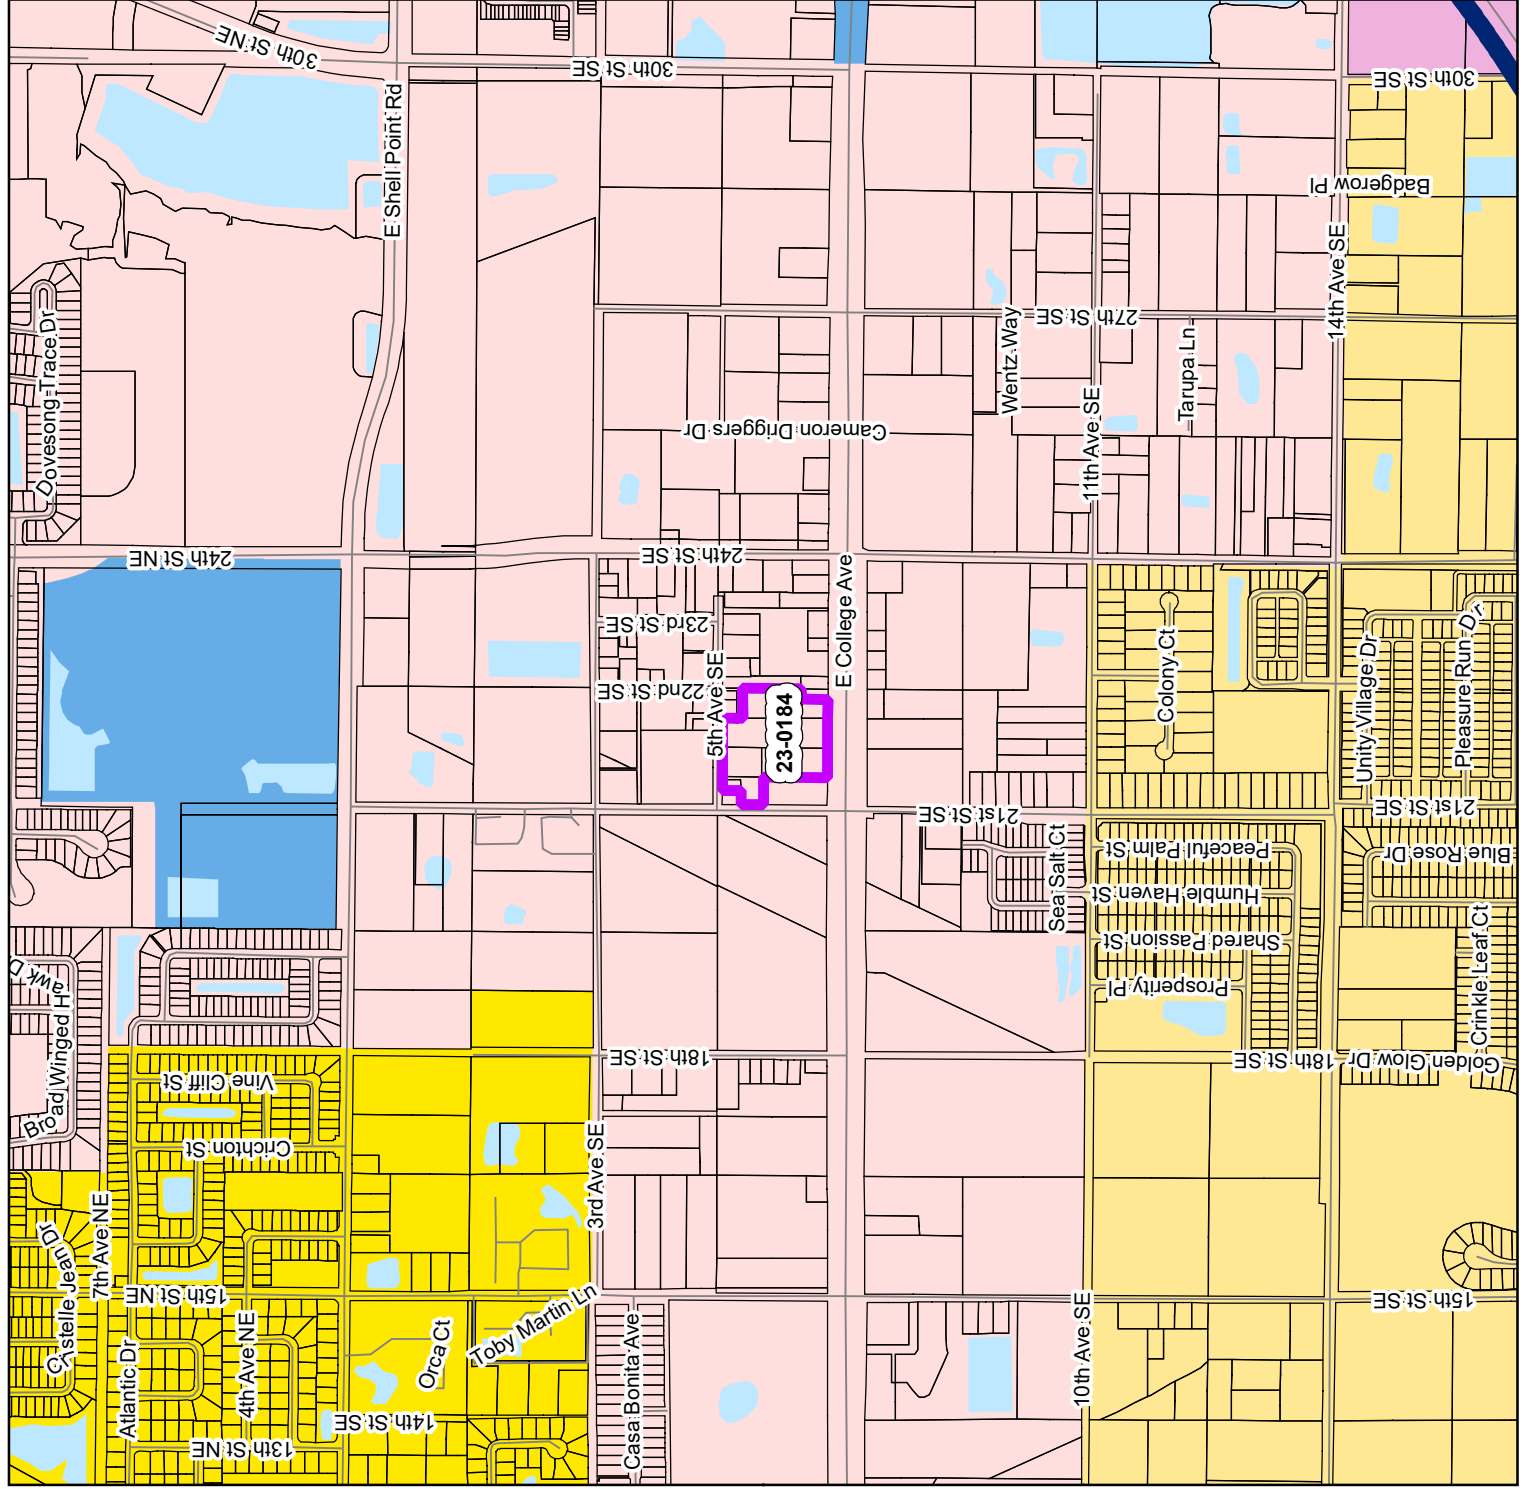 30th St NE
30th St SE
30th St SE
E Shell Point Rd
Badgerow Pl
14th Ave SE
Dovesong Trace Dr
27th St SE
Wentz Way
Tarupa Ln
Cameron Driggers Dr
11th Ave SE
24th St NE
24th St SE
E College Ave
23rd St SE
22nd St SE
5th Ave SE
23-0184
Colony Ct
Unity Village Dr
Pleasure Run Dr
21st St SE
21st St SE
Sea Salt Ct
Peaceful Palm St
Blue Rose Dr
Humble Haven St
Shared Passion St
Prosperity Pl
Crinkle Leaf Ct
Broad Winged Hawk D
18th St SE
18th St SE
Golden Glow Dr
Vine Cliff St
Crichton St
3rd Ave SE
7th Ave NE
Cristelle Jean Dr
15th St NE
15th St SE
10th Ave SE
Toby Martin Ln
Orca Ct
Casa Bonita Ave
Atlantic Dr
4th Ave NE
14th St SE
13th St NE